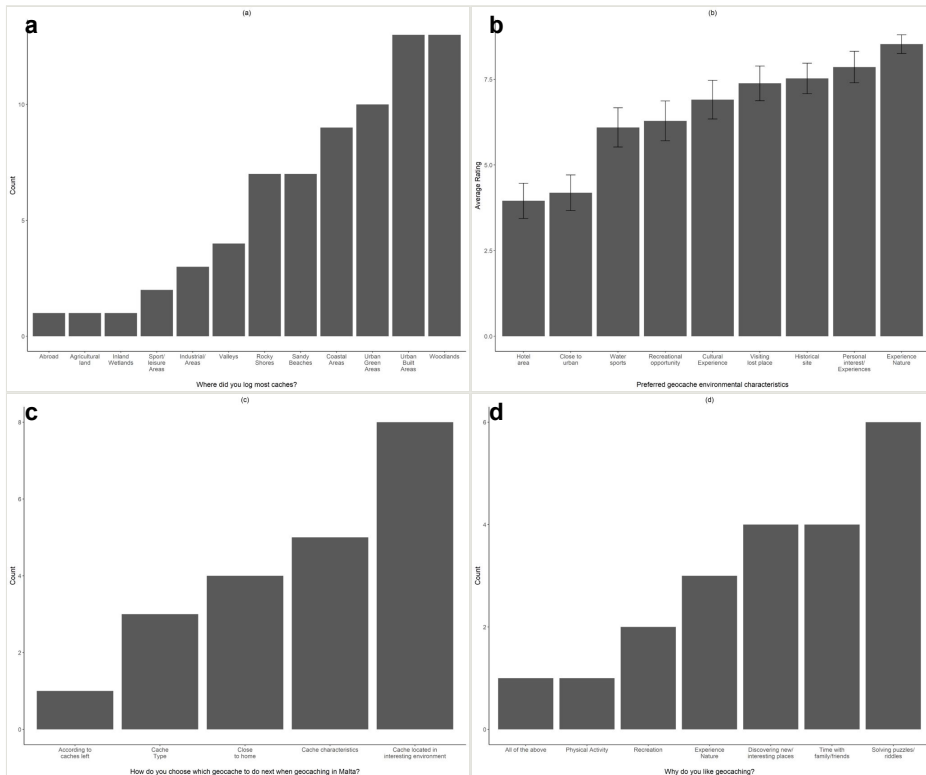 a
(a)
Count
10
5
0
Abroad
Agricultural/
land
Inland
Wetlands
Sport/
leisure
Areas
Industrial/
Areas
Valleys
Rocky
Shores
Sandy
Beaches
Coastal
Areas
Urban
Green
Areas
Urban
Built
Areas
Woodlands
Where did you log most caches?
b
(b)
Average Rating
7.5
5.0
2.5
0.0
Hotel
area
Close to
urban
Water
sports
Recreational
opportunity
Cultural
Experience
Visiting
lost place
Historical
site
Personal
interest/
Experiences
Experience
Nature
Preferred geocache environmental characteristics
c
(c)
Count
8
6
4
2
0
According to
caches left
Cache
Type
Close
to home
Cache characteristics
Cache located in
interesting environment
How do you choose which geocache to do next when geocaching in Malta?
d
(d)
Count
6
4
2
0
All of the above
Physical Activity
Recreation
Experience
Nature
Discovering new/
interesting places
Time with
family/friends
Solving puzzles/
riddles
Why do you like geocaching?